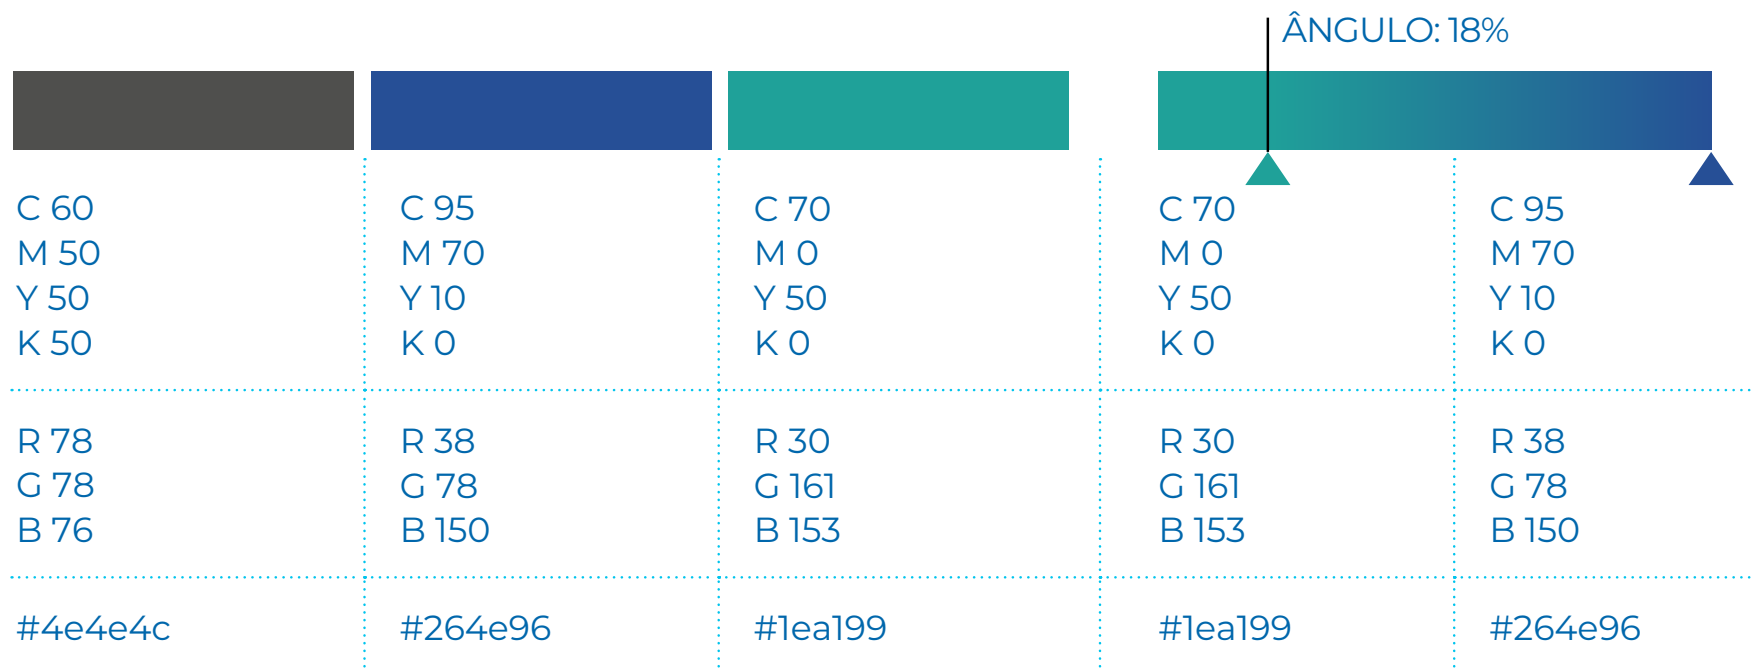 ÂNGULO: 18%
C 60
M 50
Y 50
K 50
C 95
M 70
Y 10
K 0
C 70
M 0
Y 50
K 0
C 70
M 0
Y 50
K 0
C 95
M 70
Y 10
K 0
R 78
G 78
B 76
R 38
G 78
B 150
R 30
G 161
B 153
R 30
G 161
B 153
R 38
G 78
B 150
#4e4e4c
#264e96
#1ea199
#1ea199
#264e96